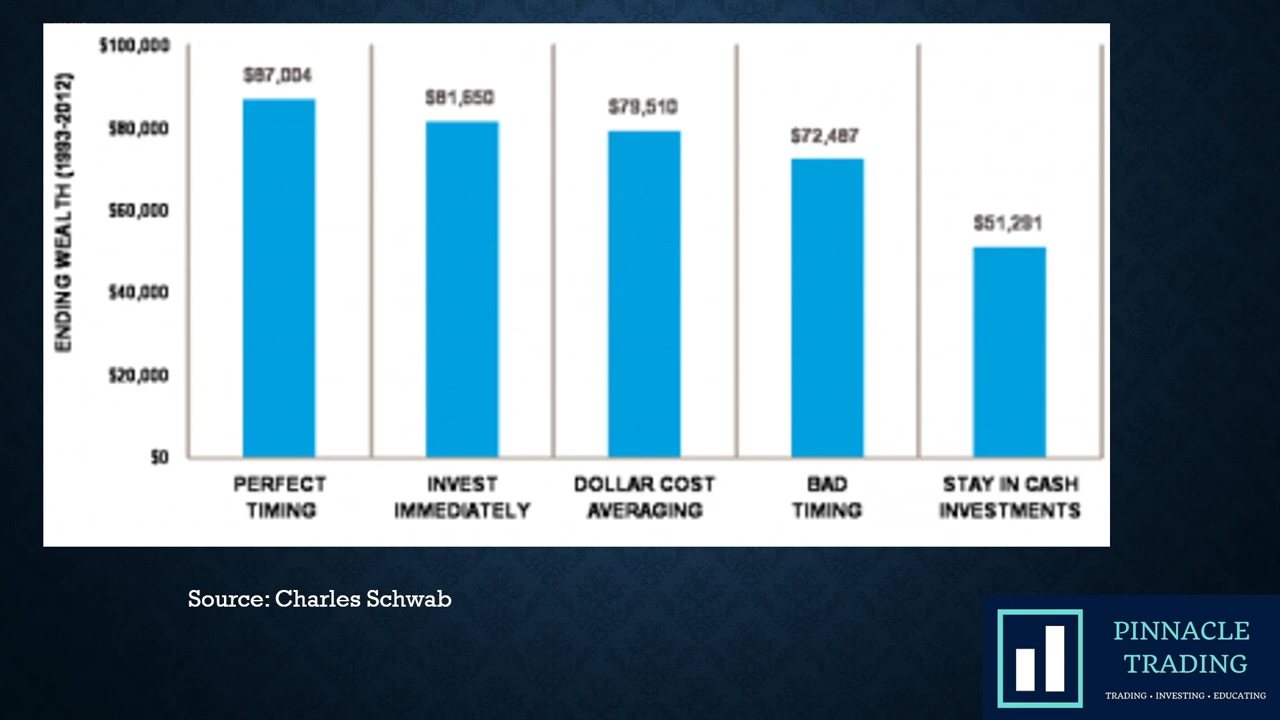 $100,000
$80,000
$60,000
$40,000
$20,000
$0
ENDING WEALTH (1993-2012)
$87,004
$81,650
$79,510
$72,487
$51,291
PERFECT
TIMING
INVEST
IMMEDIATELY
DOLLAR COST
AVERAGING
BAD
TIMING
STAY IN CASH
INVESTMENTS
Source: Charles Schwab
PINNACLE
TRADING
TRADING • INVESTING • EDUCATING